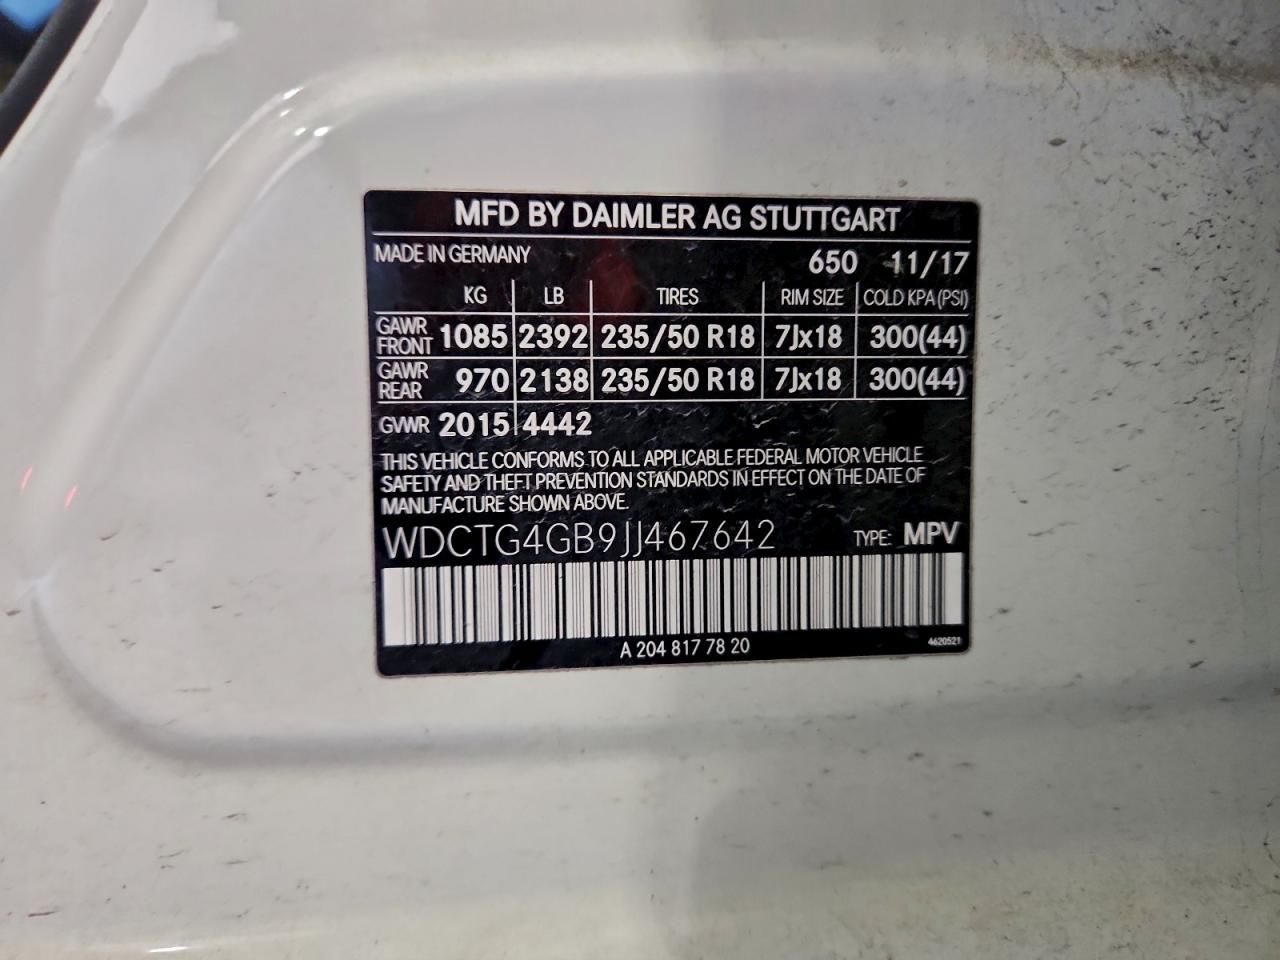 MFD BY DAIMLER AG STUTTGART
MADE IN GERMANY 650 11/17
KG LB TIRES RIM SIZE COLD KPA(PSI)
GAWR FRONT 1085 2392 235/50 R18 7Jx18 300(44)
GAWR REAR 970 2138 235/50 R18 7Jx18 300(44)
GVWR 2015 4442
THIS VEHICLE CONFORMS TO ALL APPLICABLE FEDERAL MOTOR VEHICLE
SAFETY AND THEFT PREVENTION STANDARDS IN EFFECT ON THE DATE OF
MANUFACTURE SHOWN ABOVE.
WDCTG4GB9JJ467642 TYPE: MPV
A 204 817 78 20 4620521